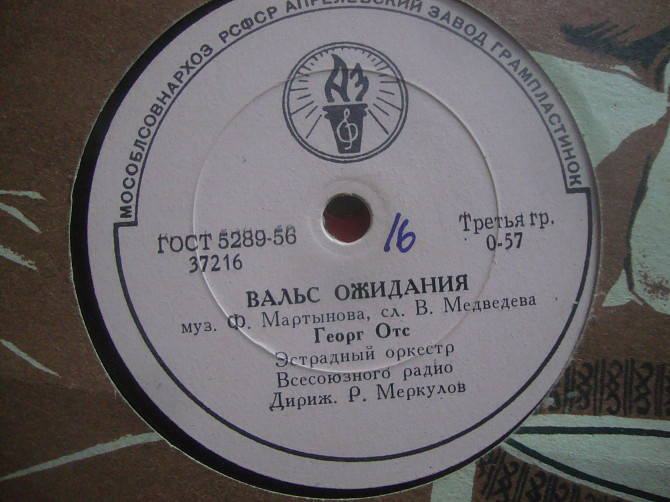 МОСОБЛСОВНАРХОЗ РСФСР АПРЕЛЕВСКИЙ ЗАВОД ГРАМПЛАСТИНОК
АЗ
ГОСТ 5289-56
37216
16
Третья гр.
0-57
ВАЛЬС ОЖИДАНИЯ
муз. Ф. Мартынова, сл. В. Медведева
Георг Отс
Эстрадный оркестр
Всесоюзного радио
Дириж. Р. Меркулов